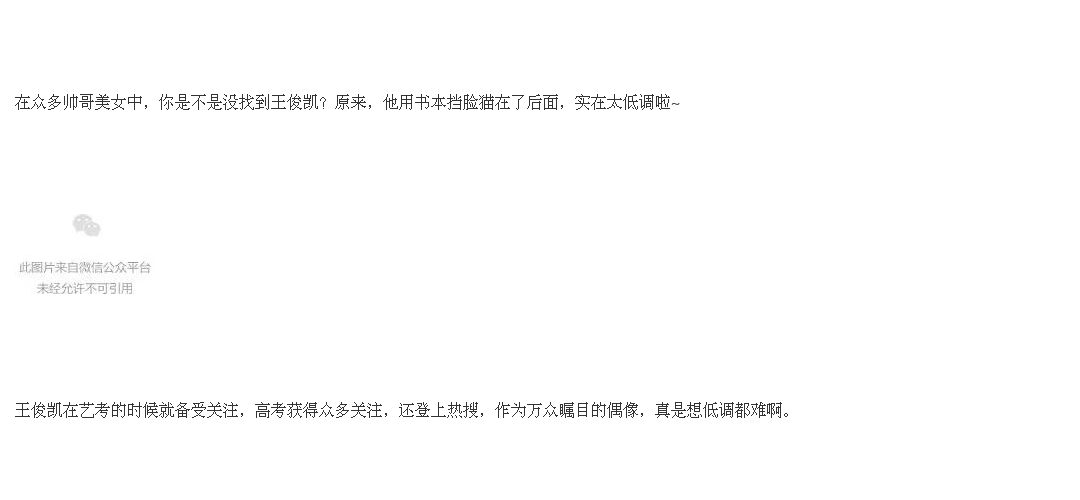 在众多帅哥美女中，你是不是没找到王俊凯？原来，他用书本挡脸猫在了后面，实在太低调啦~
此图片来自微信公众平台
未经允许不可引用
王俊凯在艺考的时候就备受关注，高考获得众多关注，还登上热搜，作为万众瞩目的偶像，真是想低调都难啊。